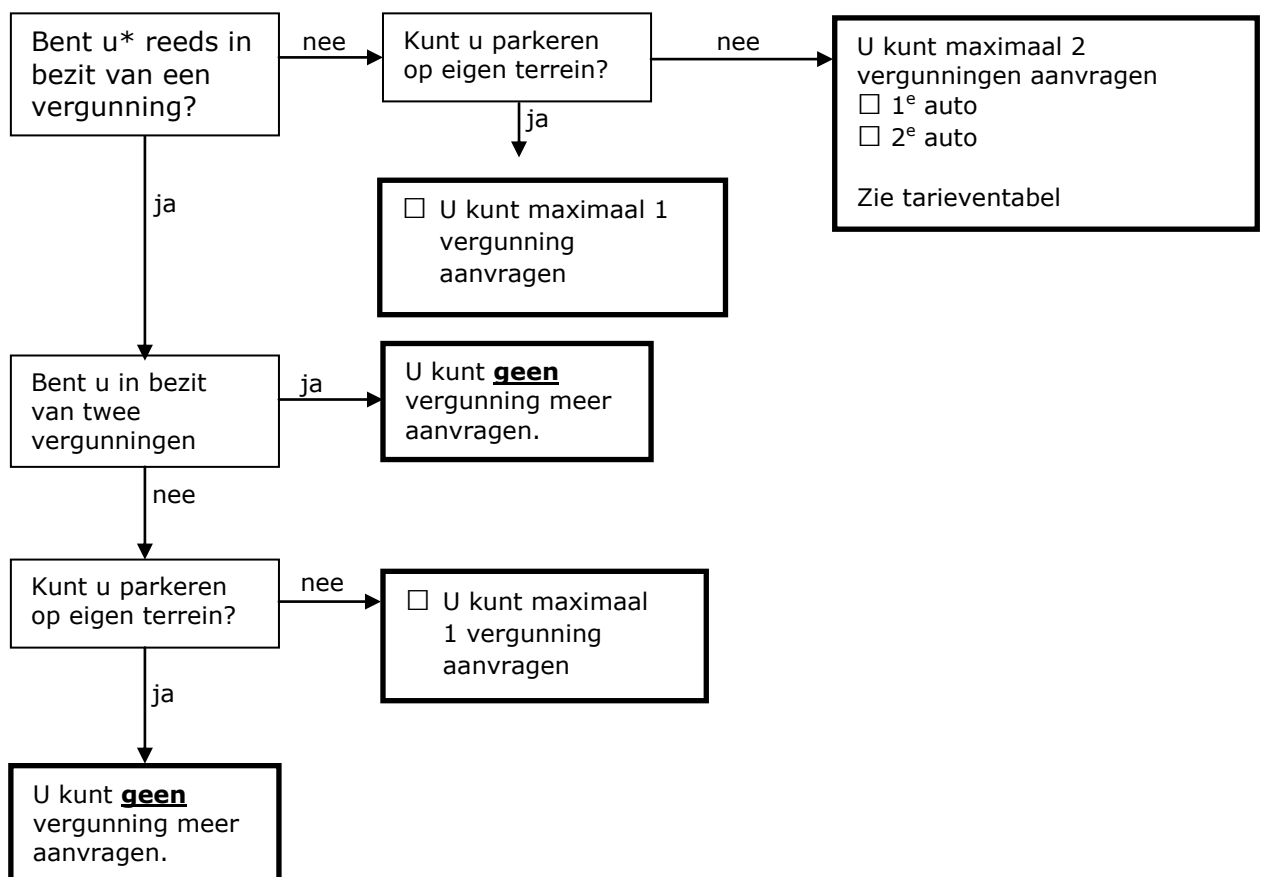 Bent u* reeds in
bezit van een
vergunning?
nee
Kunt u parkeren
op eigen terrein?
nee
U kunt maximaal 2
vergunningen aanvragen
☐ 1e auto
☐ 2e auto
Zie tarieventabel
ja
☐ U kunt maximaal 1
vergunning
aanvragen
ja
Bent u in bezit
van twee
vergunningen
ja
U kunt geen
vergunning meer
aanvragen.
nee
Kunt u parkeren
op eigen terrein?
nee
☐ U kunt maximaal
1 vergunning
aanvragen
ja
U kunt geen
vergunning meer
aanvragen.